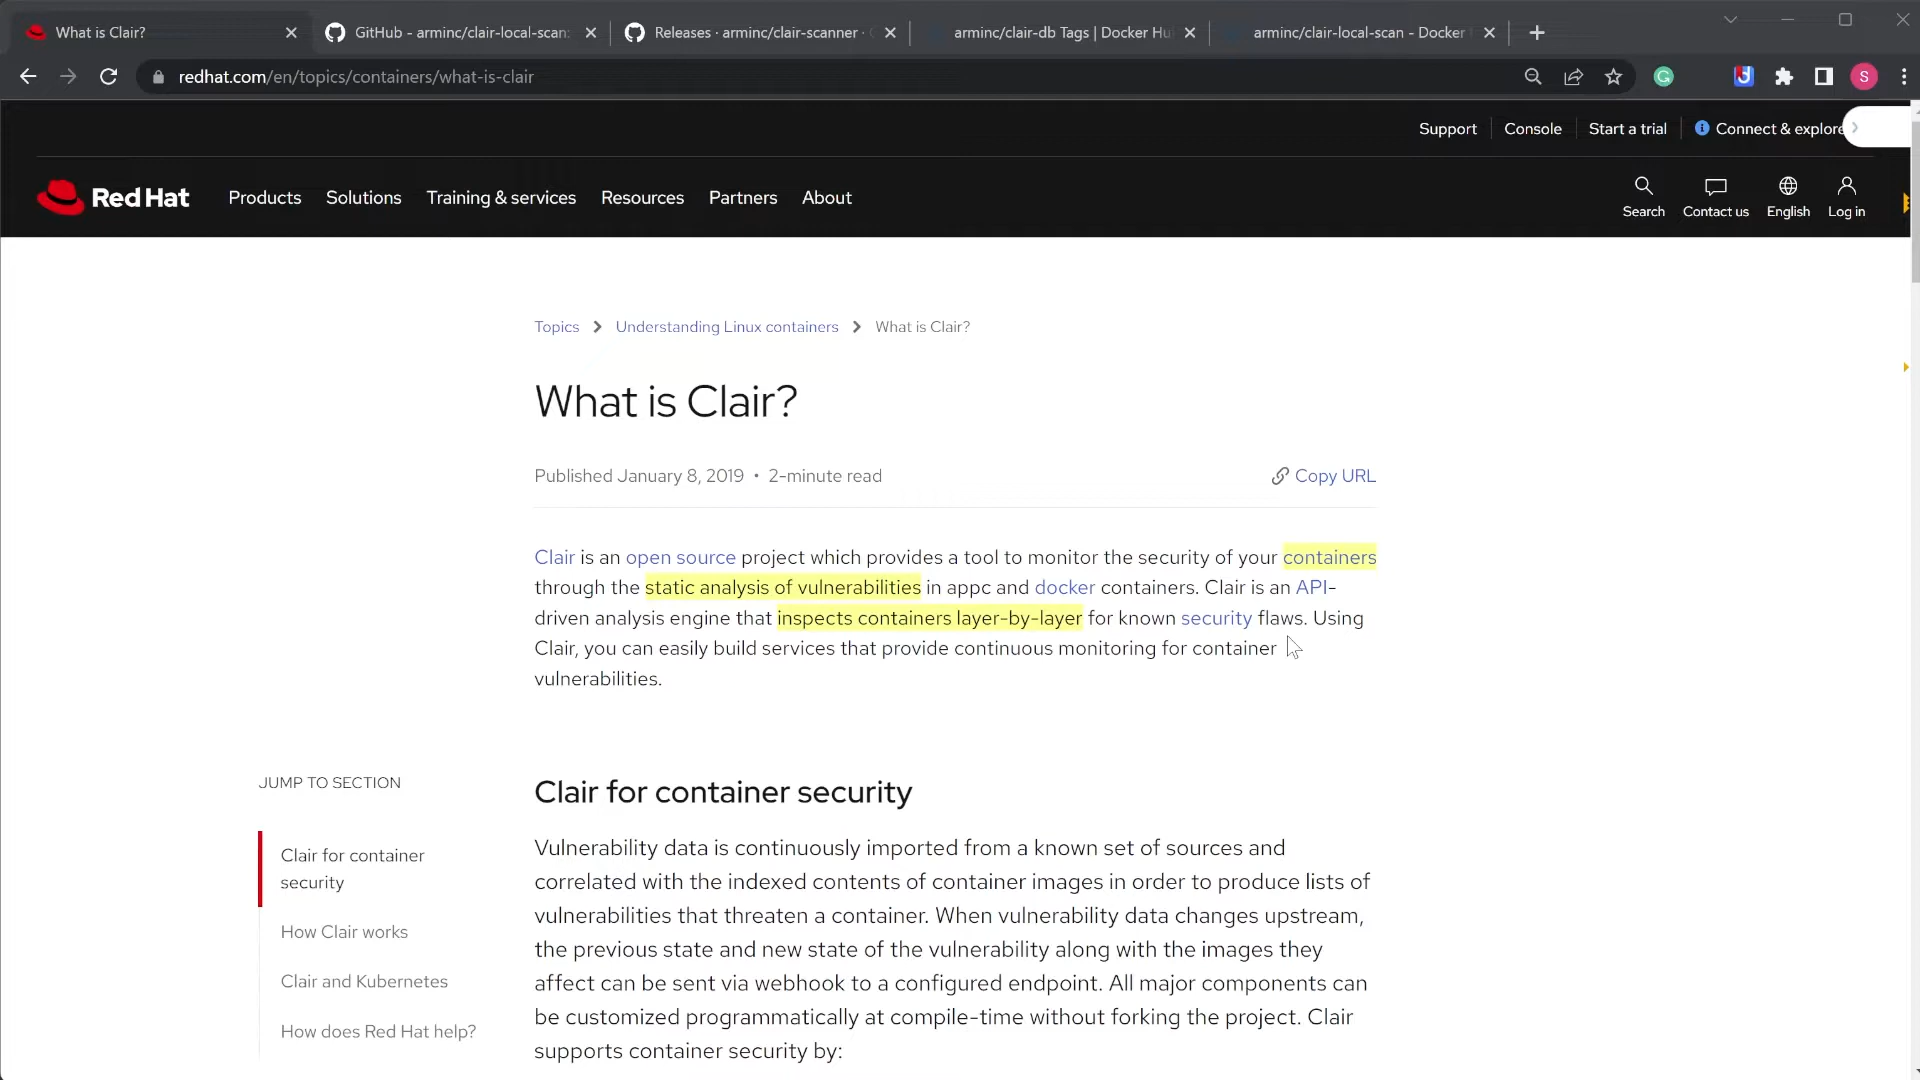 What is Clair?
GitHub - arminc/clair-local-scan:
Releases · arminc/clair-scanner ·
arminc/clair-db Tags | Docker Hu
arminc/clair-local-scan - Docker
redhat.com/en/topics/containers/what-is-clair
G
S
Support
Console
Start a trial
Connect & explore
Red Hat
Products
Solutions
Training & services
Resources
Partners
About
Search
Contact us
English
Log in
Topics > Understanding Linux containers > What is Clair?
What is Clair?
Published January 8, 2019 • 2-minute read
Copy URL
Clair is an open source project which provides a tool to monitor the security of your containers
through the static analysis of vulnerabilities in appc and docker containers. Clair is an API-
driven analysis engine that inspects containers layer-by-layer for known security flaws. Using
Clair, you can easily build services that provide continuous monitoring for container
vulnerabilities.
JUMP TO SECTION
Clair for container
security
How Clair works
Clair and Kubernetes
How does Red Hat help?
Clair for container security
Vulnerability data is continuously imported from a known set of sources and
correlated with the indexed contents of container images in order to produce lists of
vulnerabilities that threaten a container. When vulnerability data changes upstream,
the previous state and new state of the vulnerability along with the images they
affect can be sent via webhook to a configured endpoint. All major components can
be customized programmatically at compile-time without forking the project. Clair
supports container security by: